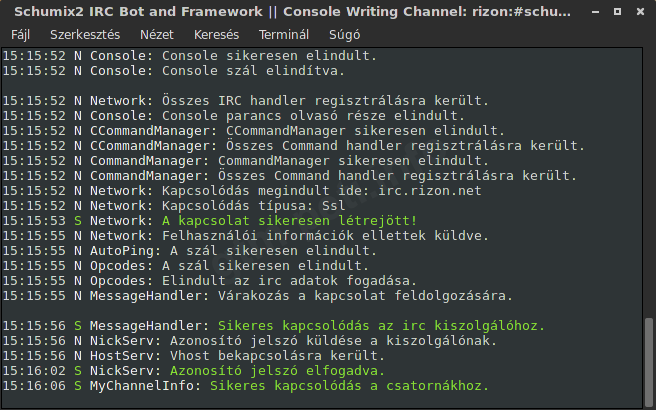 Schumix2 IRC Bot and Framework || Console Writing Channel: rizon:#schu...
Fájl Szerkesztés Nézet Keresés Terminál Súgó
15:15:52 N Console: Console sikeresen elindult.
15:15:52 N Console: Console szál elindítva.
15:15:52 N Network: Összes IRC handler regisztrálásra került.
15:15:52 N Console: Console parancs olvasó része elindult.
15:15:52 N CCommandManager: CCommandManager sikeresen elindult.
15:15:52 N CCommandManager: Összes Command handler regisztrálásra került.
15:15:52 N CommandManager: CommandManager sikeresen elindult.
15:15:52 N CommandManager: Összes Command handler regisztrálásra került.
15:15:52 N Network: Kapcsolódás megindult ide: irc.rizon.net
15:15:52 N Network: Kapcsolódás típusa: Ssl
15:15:53 S Network: A kapcsolat sikeresen létrejött!
15:15:55 N Network: Felhasználói információk ellettek küldve.
15:15:55 N AutoPing: A szál sikeresen elindult.
15:15:55 N Opcodes: A szál sikeresen elindult.
15:15:55 N Opcodes: Elindult az irc adatok fogadása.
15:15:55 N MessageHandler: Várakozás a kapcsolat feldolgozására.
15:15:56 S MessageHandler: Sikeres kapcsolódás az irc kiszolgálóhoz.
15:15:56 N NickServ: Azonosító jelszó küldése a kiszolgálónak.
15:15:56 N HostServ: Vhost bekapcsolásra került.
15:16:02 S NickServ: Azonosító jelszó elfogadva.
15:16:06 S MyChannelInfo: Sikeres kapcsolódás a csatornákhoz.